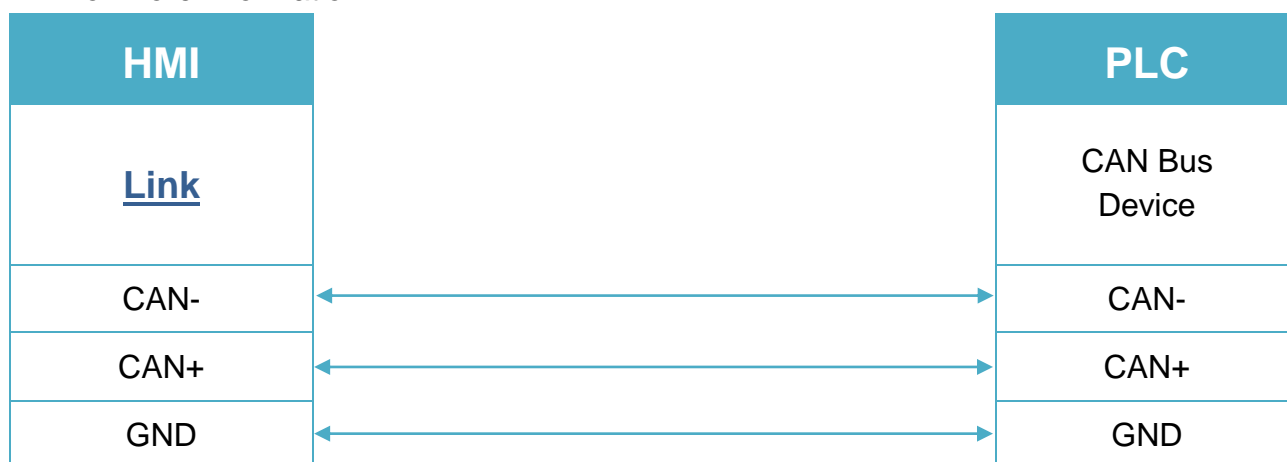 HMI PLC
Link CAN Bus
Device
CAN- CAN-
CAN+ CAN+
GND GND